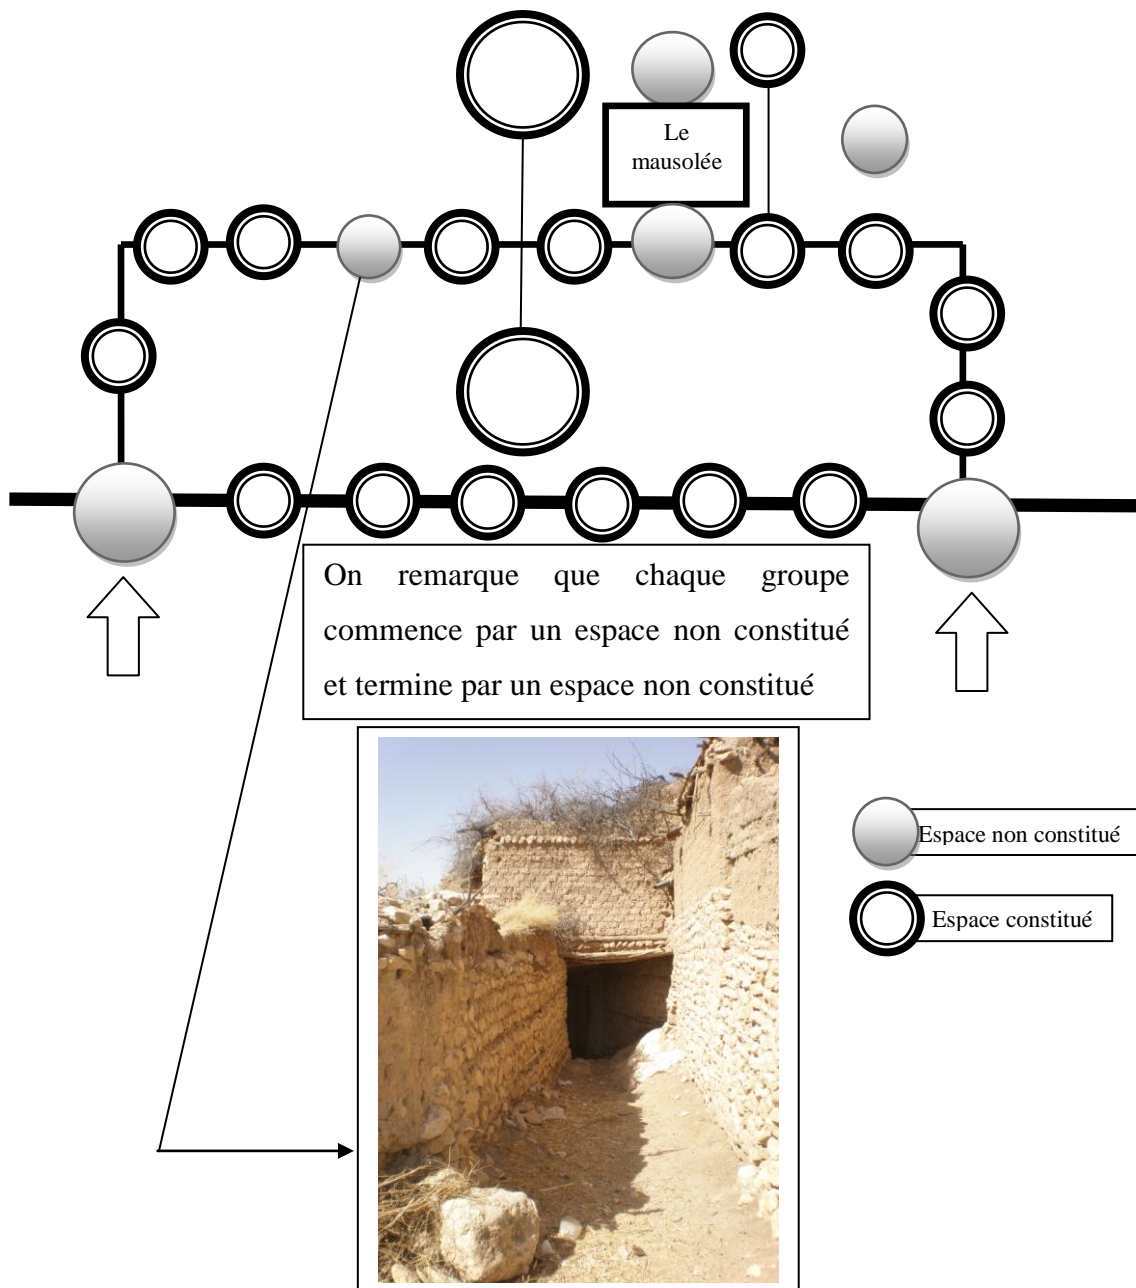 Le
mausolée
On remarque que chaque groupe
commence par un espace non constitué
et termine par un espace non constitué
Espace non constitué
Espace constitué